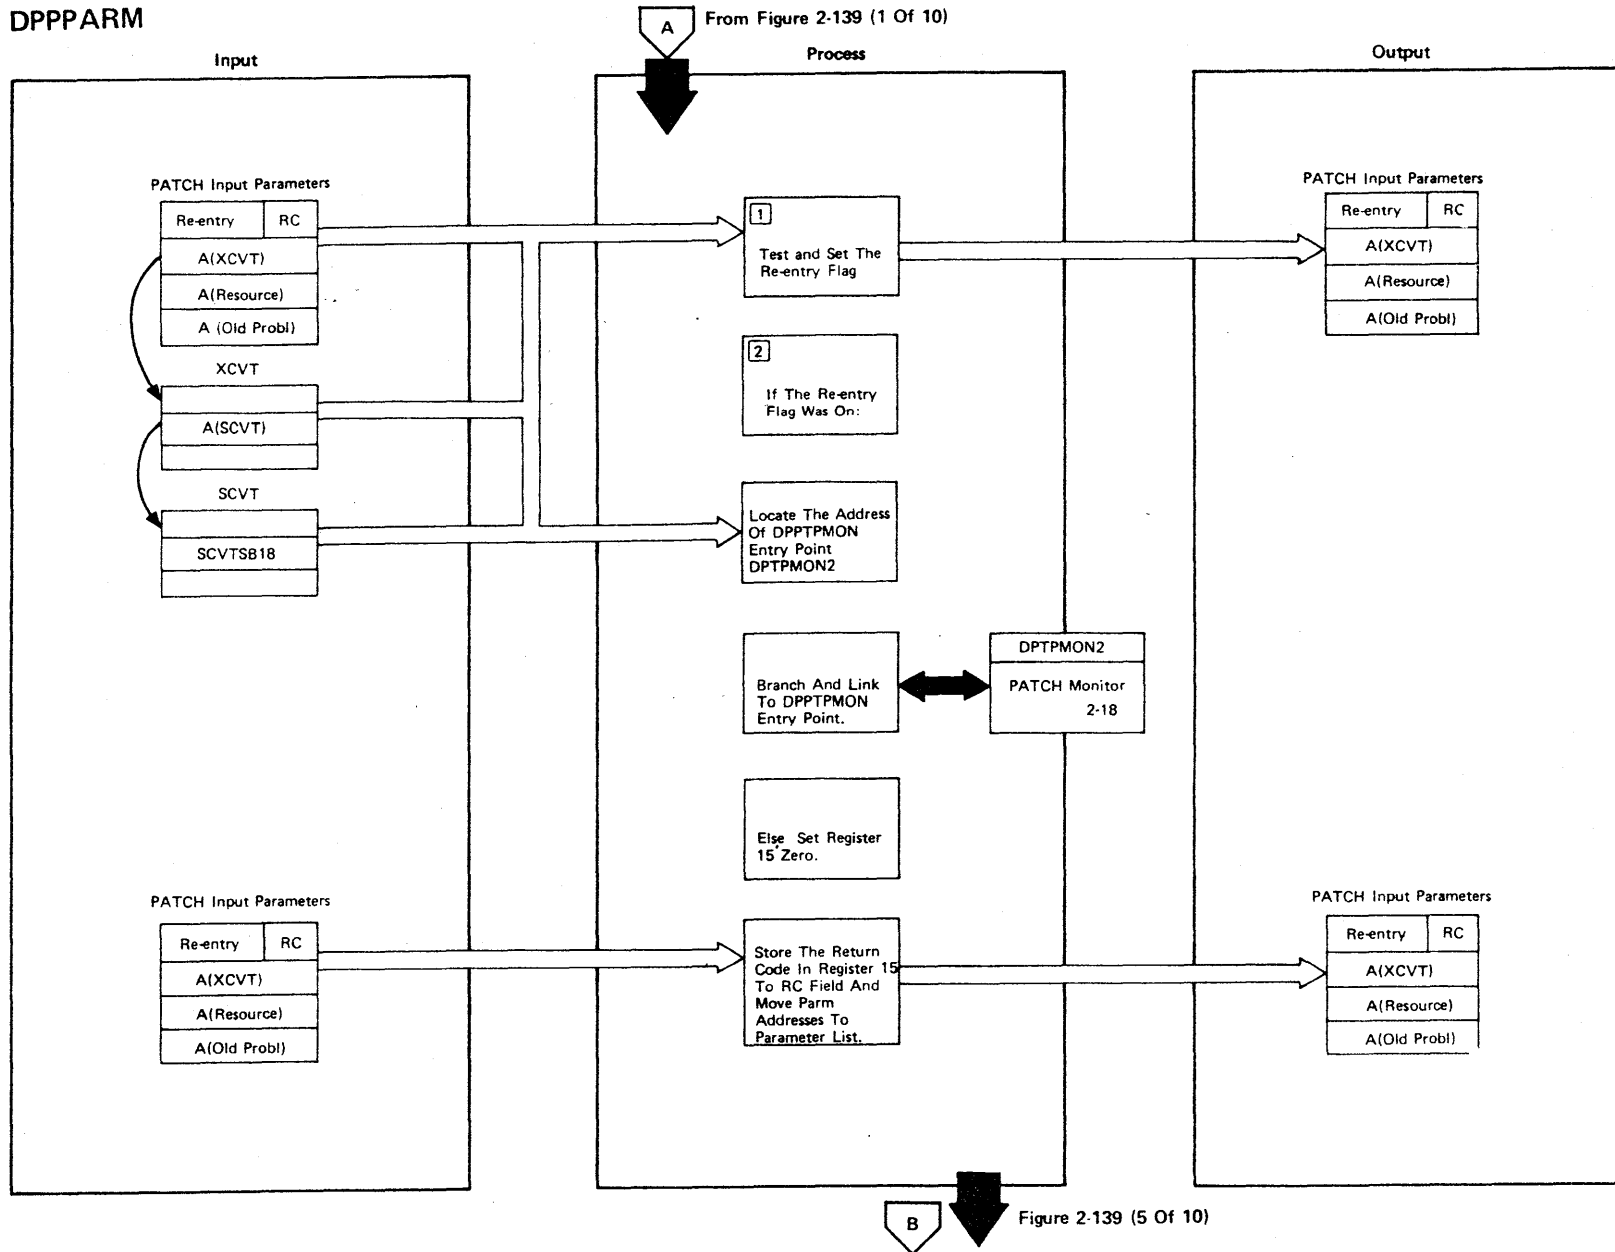 DPPPARM
A
From Figure 2-139 (1 Of 10)
Input
Process
Output
PATCH Input Parameters
Re-entry RC
A(XCVT)
A(Resource)
A (Old Probl)
XCVT
A(SCVT)
SCVT
SCVTSB18
1
Test and Set The
Re-entry Flag
2
If The Re-entry
Flag Was On:
Locate The Address
Of DPPTPMON
Entry Point
DPTPMON2
Branch And Link
To DPPTPMON
Entry Point.
DPTPMON2
PATCH Monitor
2-18
Else Set Register
15 Zero.
PATCH Input Parameters
Re-entry RC
A(XCVT)
A(Resource)
A(Old Probl)
PATCH Input Parameters
Re-entry RC
A(XCVT)
A(Resource)
A(Old Probl)
Store The Return
Code In Register 15
To RC Field And
Move Parm
Addresses To
Parameter List.
PATCH Input Parameters
Re-entry RC
A(XCVT)
A(Resource)
A(Old Probl)
B
Figure 2-139 (5 Of 10)